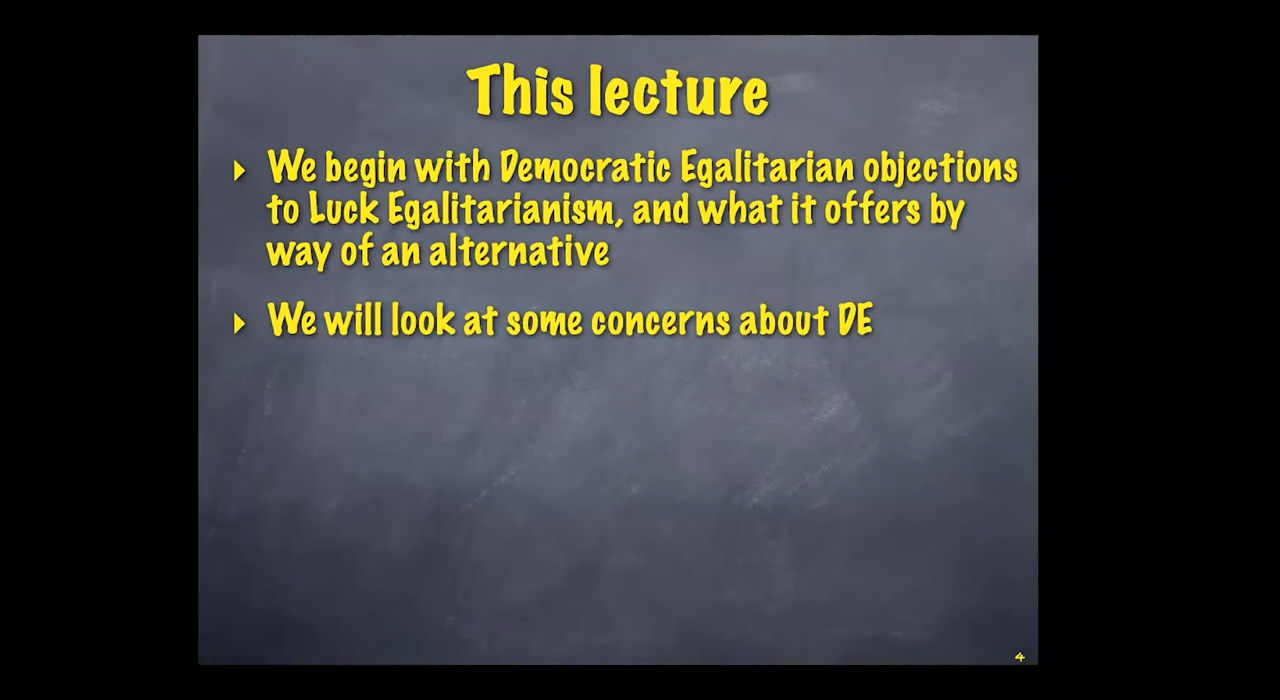 This lecture
We begin with Democratic Egalitarian objections
to Luck Egalitarianism, and what it offers by
way of an alternative
We will look at some concerns about DE
4